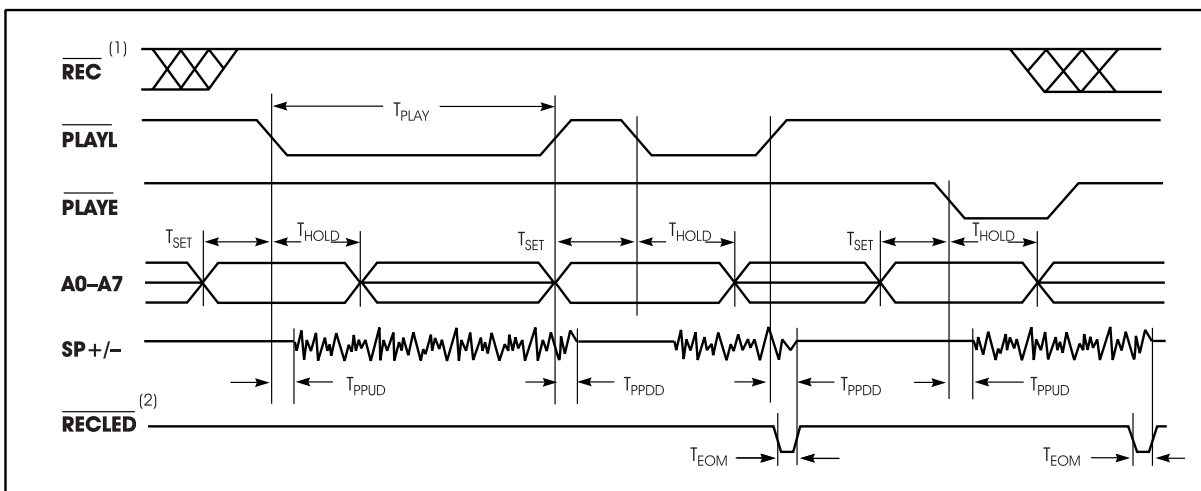 REC (1)
TPLAY
PLAYL
PLAYE
TSET THOLD TSET THOLD TSET THOLD
A0–A7
SP +/–
TPPUD TPPDD TPPDD TPPUD
RECLED (2)
TEOM TEOM